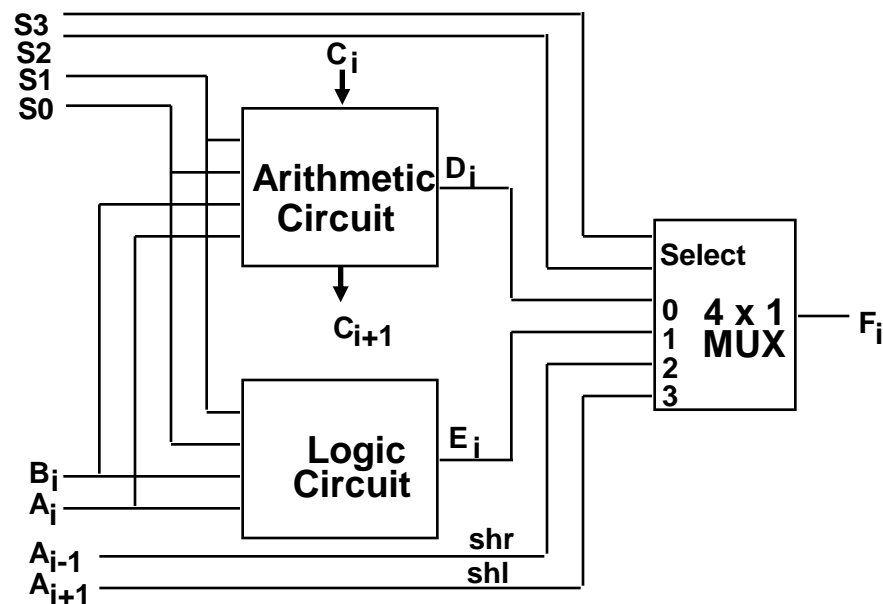 S3
S2
S1
S0
Ci
Arithmetic
Circuit
Di
Ci+1
Select
0
1
2
3
4 x 1
MUX
Fi
Logic
Circuit
Ei
Bi
Ai
Ai-1
shr
Ai+1
shl